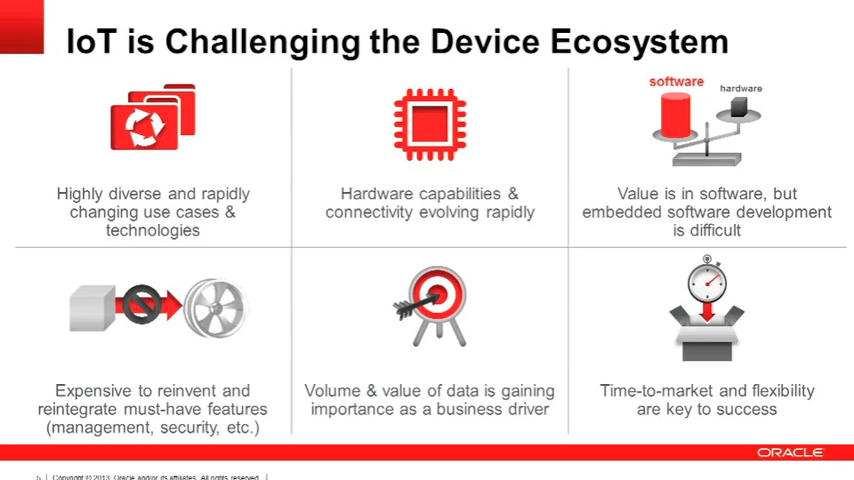 IoT is Challenging the Device Ecosystem
software
hardware
Highly diverse and rapidly
changing use cases &
technologies
Hardware capabilities &
connectivity evolving rapidly
Value is in software, but
embedded software development
is difficult
Expensive to reinvent and
reintegrate must-have features
(management, security, etc.)
Volume & value of data is gaining
importance as a business driver
Time-to-market and flexibility
are key to success
ORACLE
5 | Copyright © 2013, Oracle and/or its affiliates. All rights reserved. |